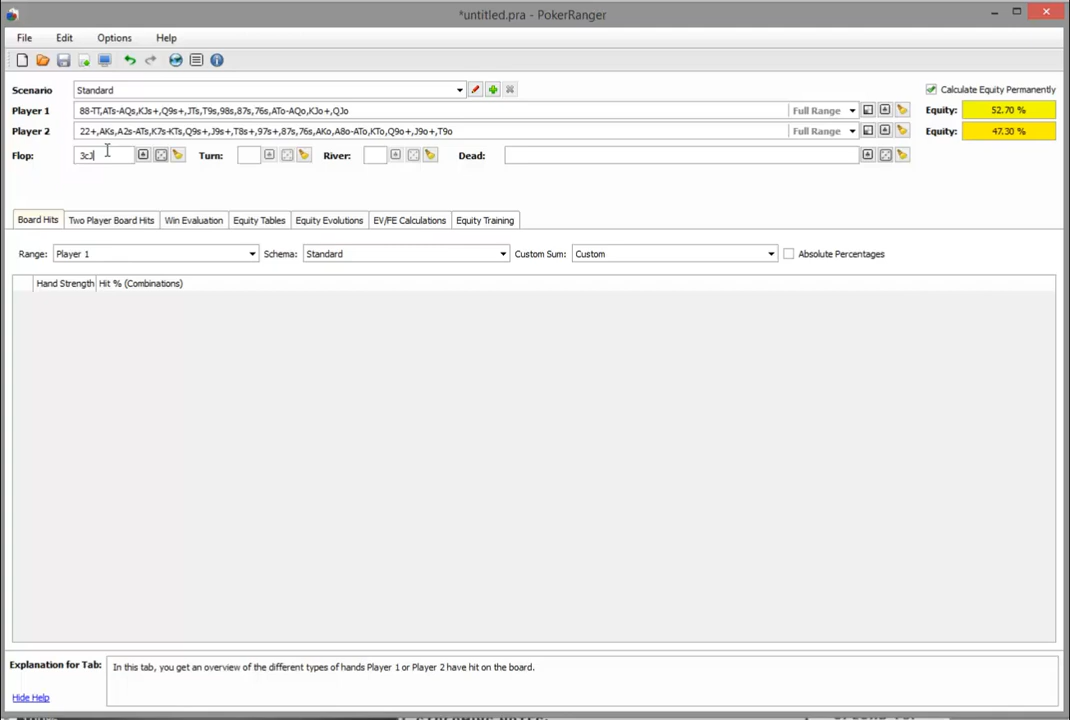 *untitled.pra - PokerRanger
File Edit Options Help
Scenario Standard Calculate Equity Permanently
Player 1 88-TT,ATs-AQs,KJs+,Q9s+,JTs,T9s,98s,87s,76s,ATo-AQo,KJo+,QJo Full Range Equity: 52.70 %
Player 2 22+,AKs,A2s-ATs,K7s-KTs,Q9s+,J9s+,T8s+,97s+,87s,76s,AKo,A8o-ATo,KTo,Q9o+,J9o+,T9o Full Range Equity: 47.30 %
Flop: 3cJ Turn: River: Dead:
Board Hits Two Player Board Hits Win Evaluation Equity Tables Equity Evolutions EV/FE Calculations Equity Training
Range: Player 1 Schema: Standard Custom Sum: Custom Absolute Percentages
Hand Strength Hit % (Combinations)
Explanation for Tab: In this tab, you get an overview of the different types of hands Player 1 or Player 2 have hit on the board.
Hide Help